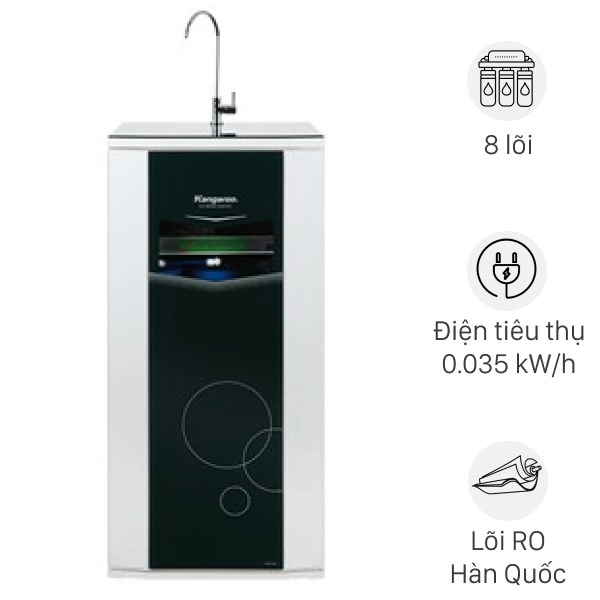 Kangaroo
8 lõi
Điện tiêu thụ
0.035 kW/h
Lõi RO
Hàn Quốc